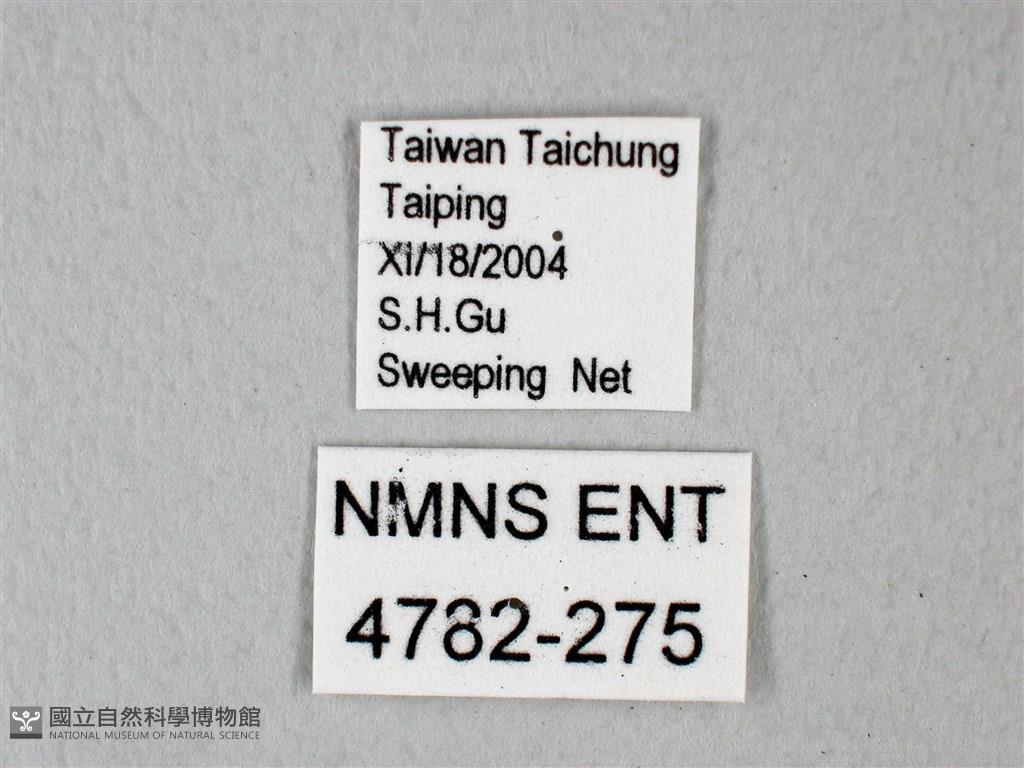 Taiwan Taichung
Taiping
XI/18/2004
S.H.Gu
Sweeping Net
NMNS ENT
4782-275
國立自然科學博物館
NATIONAL MUSEUM OF NATURAL SCIENCE